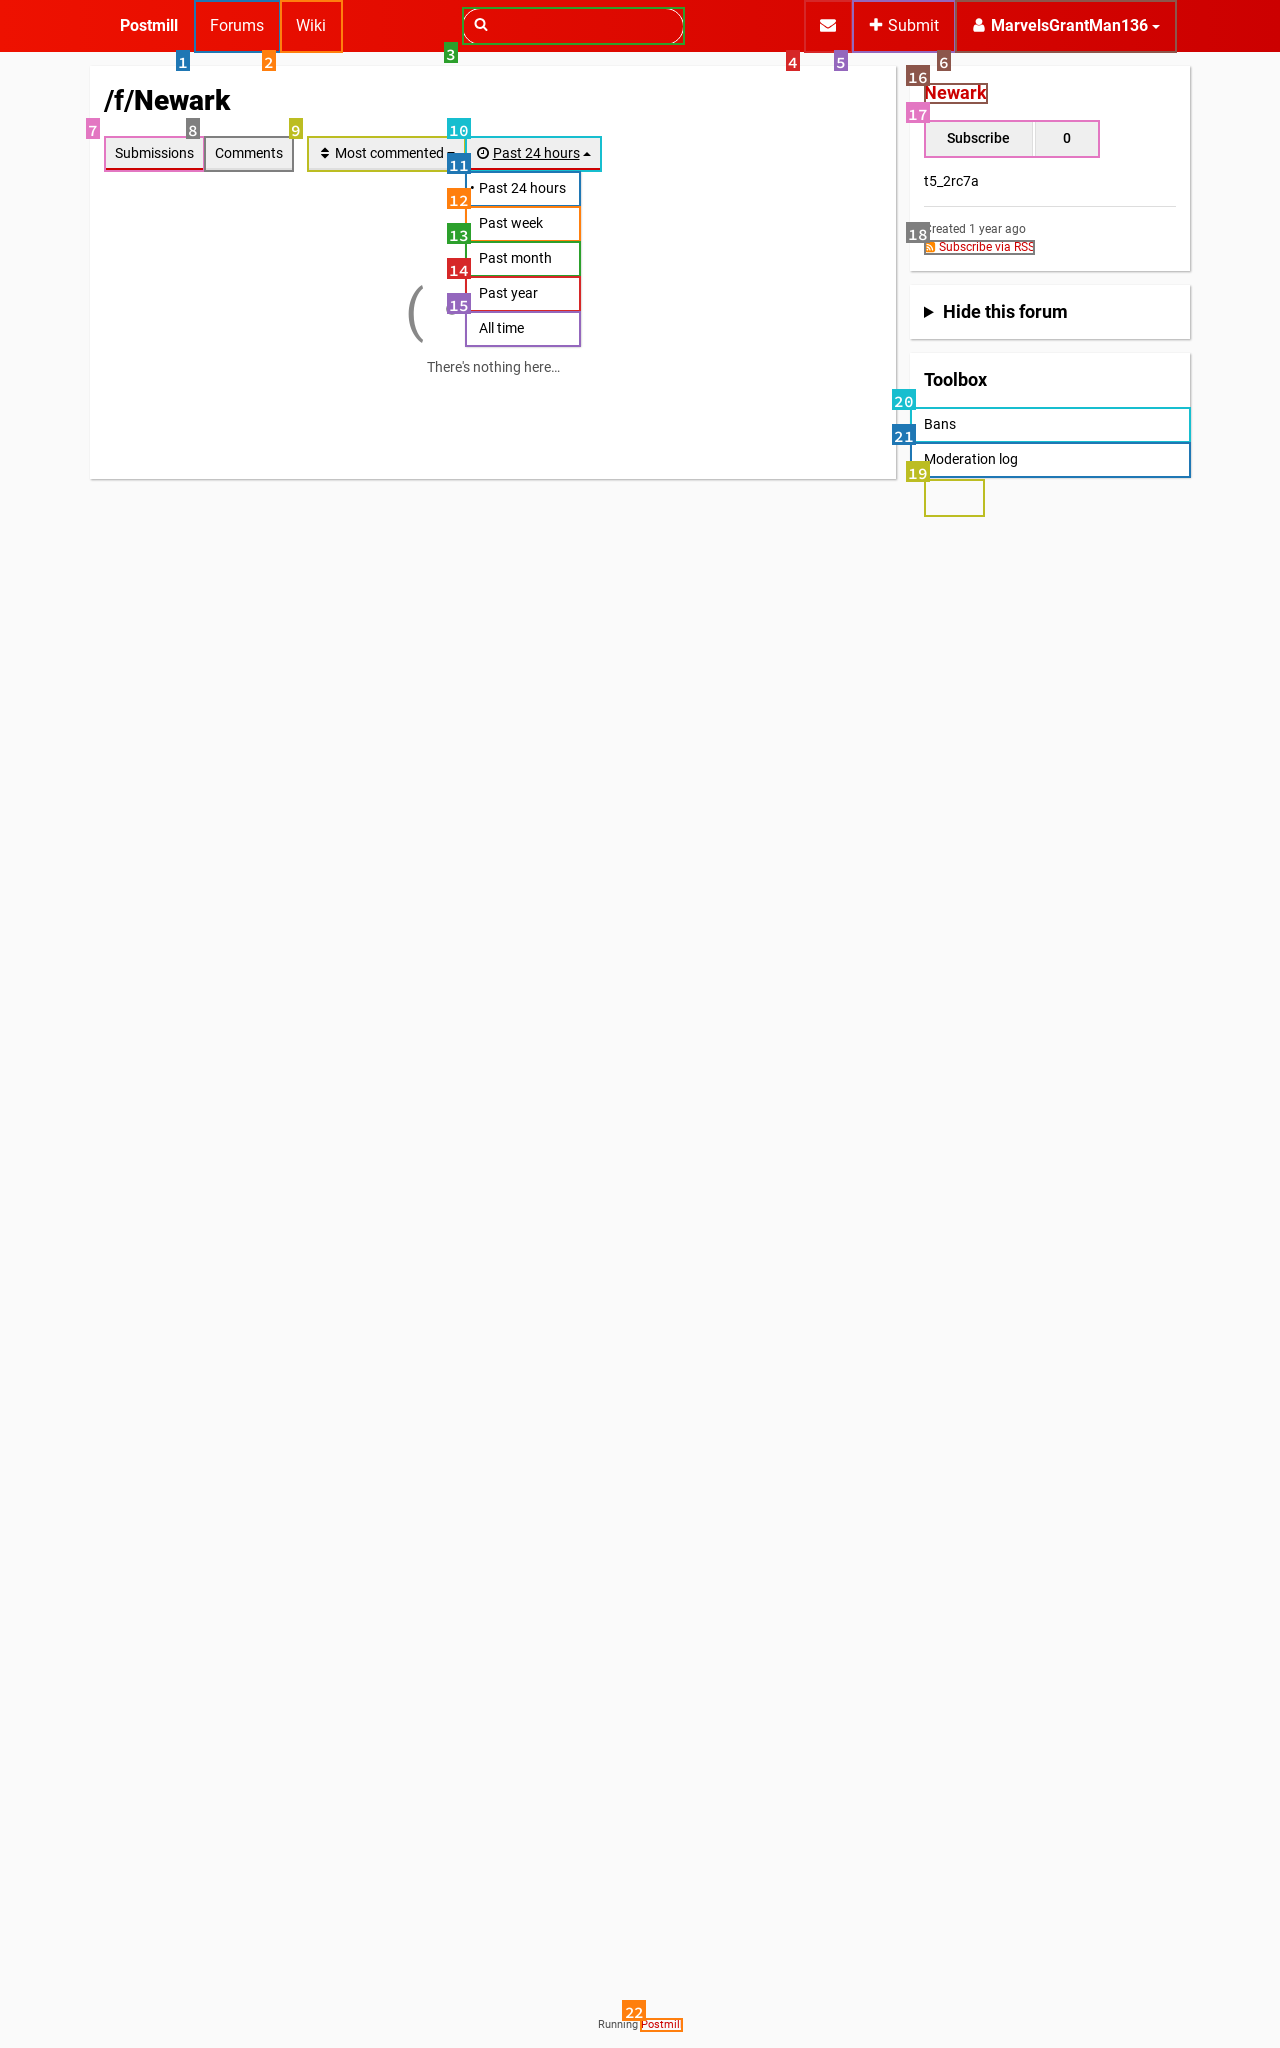 Postmill Forums Wiki Submit MarvelsGrantMan136
1 2 3 4 5 6
/f/Newark
7 8 9 10
Submissions Comments Most commented Past 24 hours
11 Past 24 hours
12 Past week
13 Past month
14 Past year
15 All time
There's nothing here…
16 Newark
17 Subscribe 0
t5_2rc7a
18 Created 1 year ago
Subscribe via RSS
Hide this forum
Toolbox
20 Bans
21 Moderation log
19
22
Running Postmill